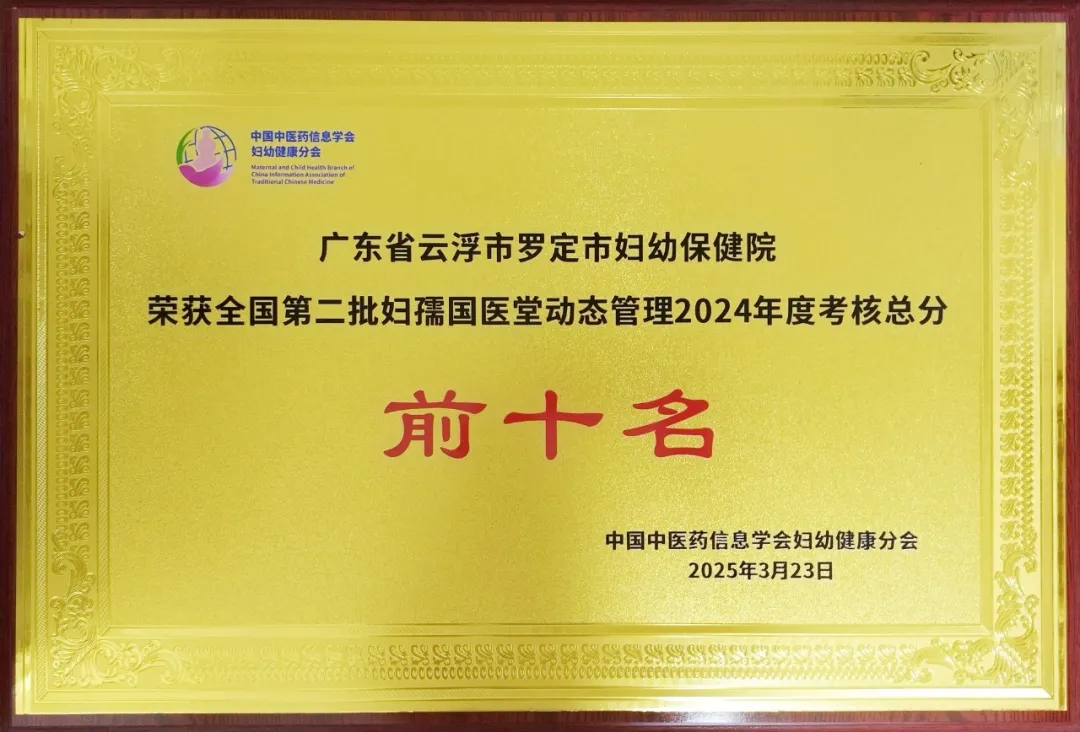 中国中医药信息学会
妇幼健康分会
Maternal and Child Health Branch of
China Information Association of
Traditional Chinese Medicine
广东省云浮市罗定市妇幼保健院
荣获全国第二批妇孺国医堂动态管理2024年度考核总分
前十名
中国中医药信息学会妇幼健康分会
2025年3月23日